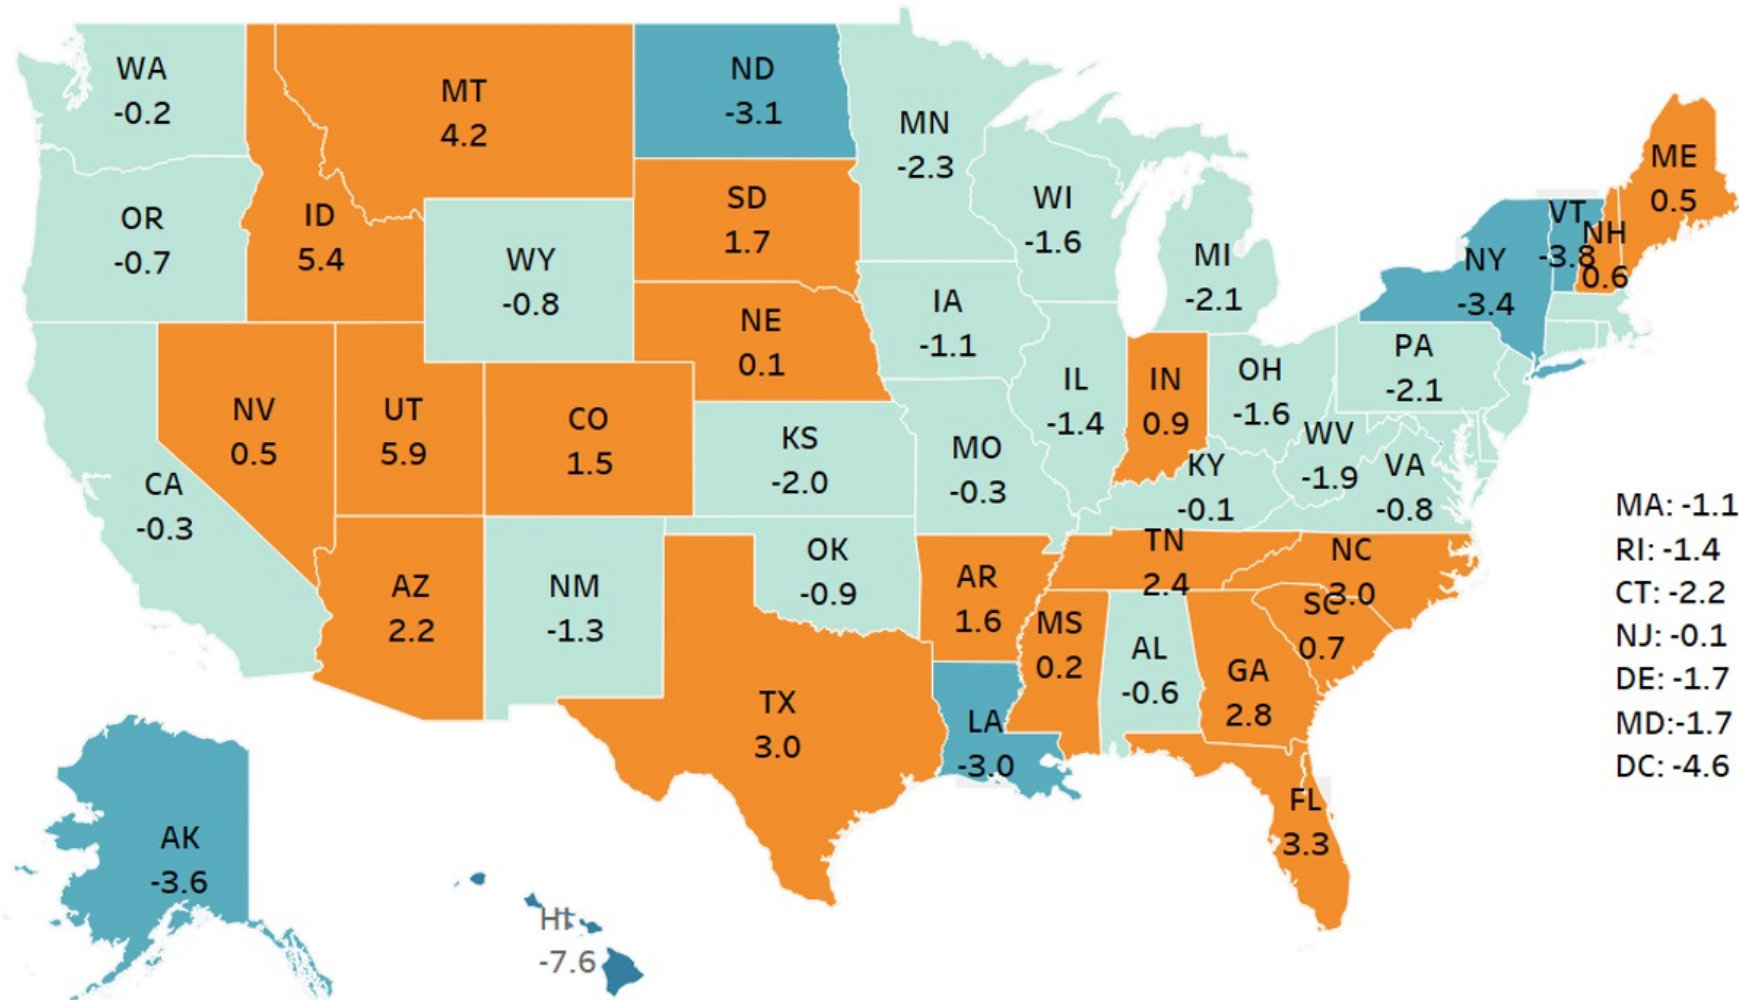 WA
-0.2
MT
4.2
ND
-3.1
MN
-2.3
OR
-0.7
ID
5.4
WY
-0.8
SD
1.7
WI
-1.6
MI
-2.1
ME
0.5
VT
-3.8
NH
0.6
NY
-3.4
NE
0.1
IA
-1.1
PA
-2.1
NV
0.5
UT
5.9
CO
1.5
KS
-2.0
MO
-0.3
IL
-1.4
IN
0.9
OH
-1.6
WV
-1.9
VA
-0.8
KY
-0.1
CA
-0.3
AZ
2.2
NM
-1.3
OK
-0.9
AR
1.6
TN
2.4
NC
3.0
SC
0.7
MS
0.2
AL
-0.6
GA
2.8
TX
3.0
LA
-3.0
FL
3.3
AK
-3.6
HI
-7.6
MA: -1.1
RI: -1.4
CT: -2.2
NJ: -0.1
DE: -1.7
MD:-1.7
DC: -4.6